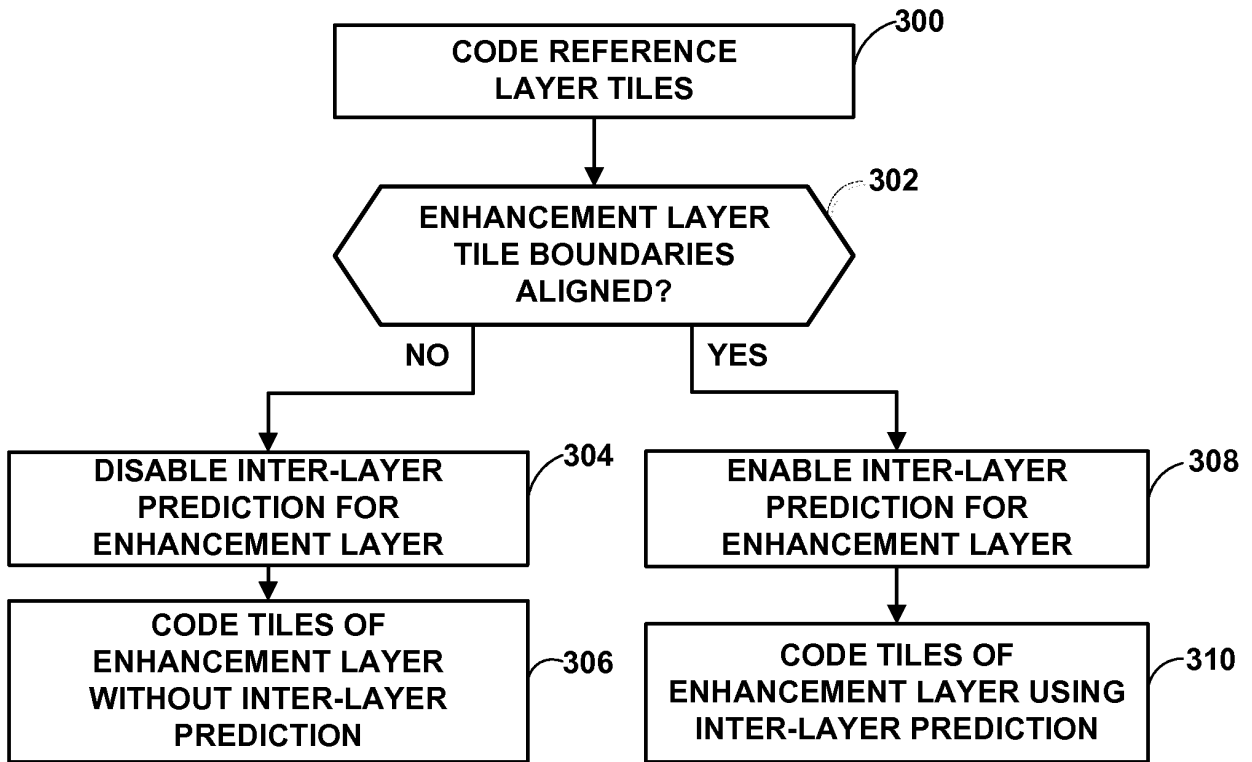 300
CODE REFERENCE
LAYER TILES
302
ENHANCEMENT LAYER
TILE BOUNDARIES
ALIGNED?
NO
YES
304
DISABLE INTER-LAYER
PREDICTION FOR
ENHANCEMENT LAYER
308
ENABLE INTER-LAYER
PREDICTION FOR
ENHANCEMENT LAYER
306
CODE TILES OF
ENHANCEMENT LAYER
WITHOUT INTER-LAYER
PREDICTION
310
CODE TILES OF
ENHANCEMENT LAYER USING
INTER-LAYER PREDICTION